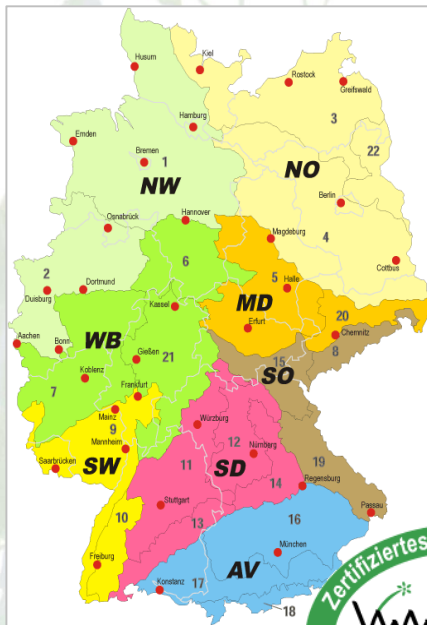 Husum
Kiel
Rostock
Greifswald
3
Hamburg
Emden
Bremen
1
22
NW
NO
Berlin
Osnabrück
Hannover
4
Magdeburg
6
Cottbus
2
5
Halle
Duisburg
Dortmund
Kassel
MD
20
Aachen
WB
Erfurt
Chemnitz
Bonn
Gießen
21
15
8
Koblenz
SO
7
Frankfurt
Mainz
9
Würzburg
12
Mannheim
Nürnberg
SW
11
SD
19
Saarbrücken
14
Regensburg
Stuttgart
10
13
16
Passau
Freiburg
München
17
AV
Konstanz
18
Zertifiziertes